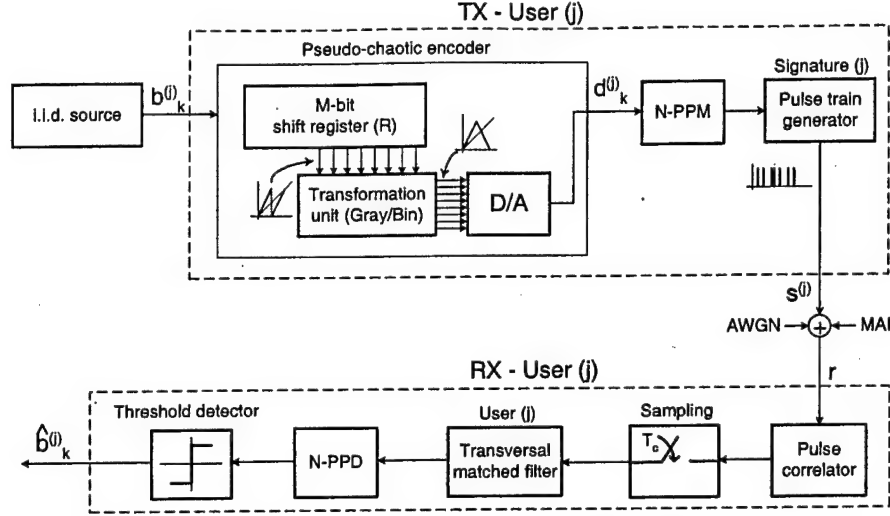 TX - User (j)
Pseudo-chaotic encoder
i.i.d. source
b(j)k
M-bit
shift register (R)
Transformation
unit (Gray/Bin)
D/A
d(j)k
N-PPM
Signature (j)
Pulse train
generator
s(j)
AWGN
+
MAI
r
RX - User (j)
Threshold detector
b̂(j)k
N-PPD
User (j)
Transversal
matched filter
Sampling
Tc
Pulse
correlator